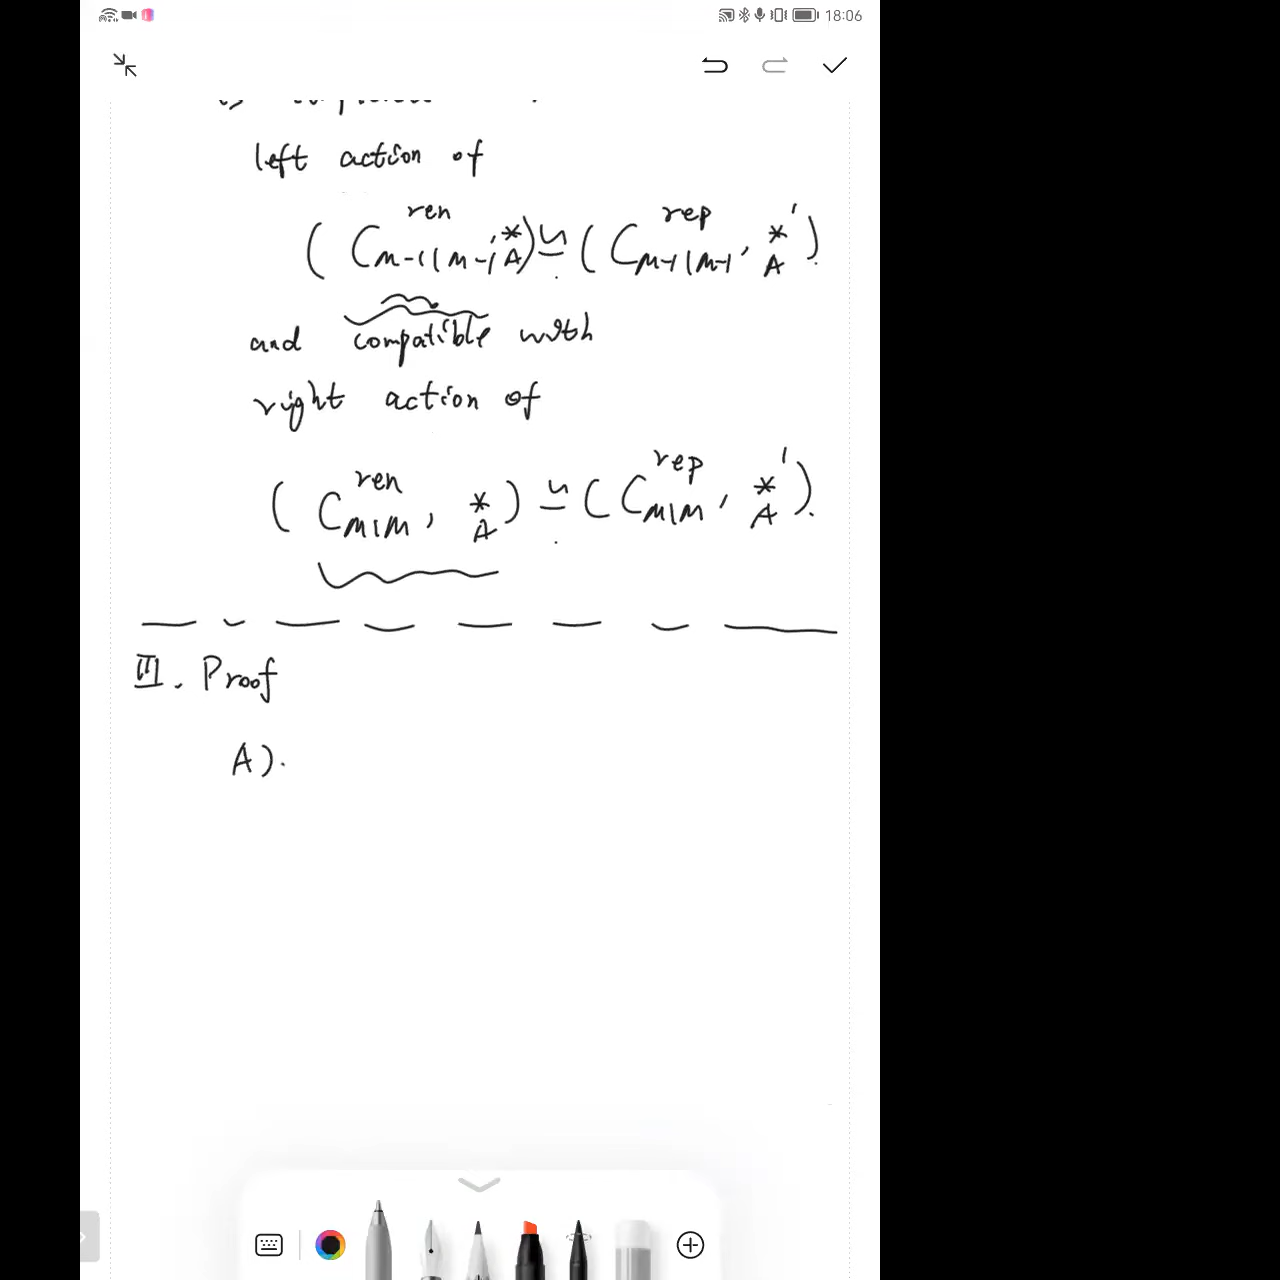 18:06
left action of
( C^{ren}_{M-1|M-1}, *_A ) ≃ ( C^{rep}_{M-1|M-1}, *'_A ).
and compatible with
right action of
( C^{ren}_{M|M}, *_A ) ≃ ( C^{rep}_{M|M}, *'_A ).
III. Proof
A).